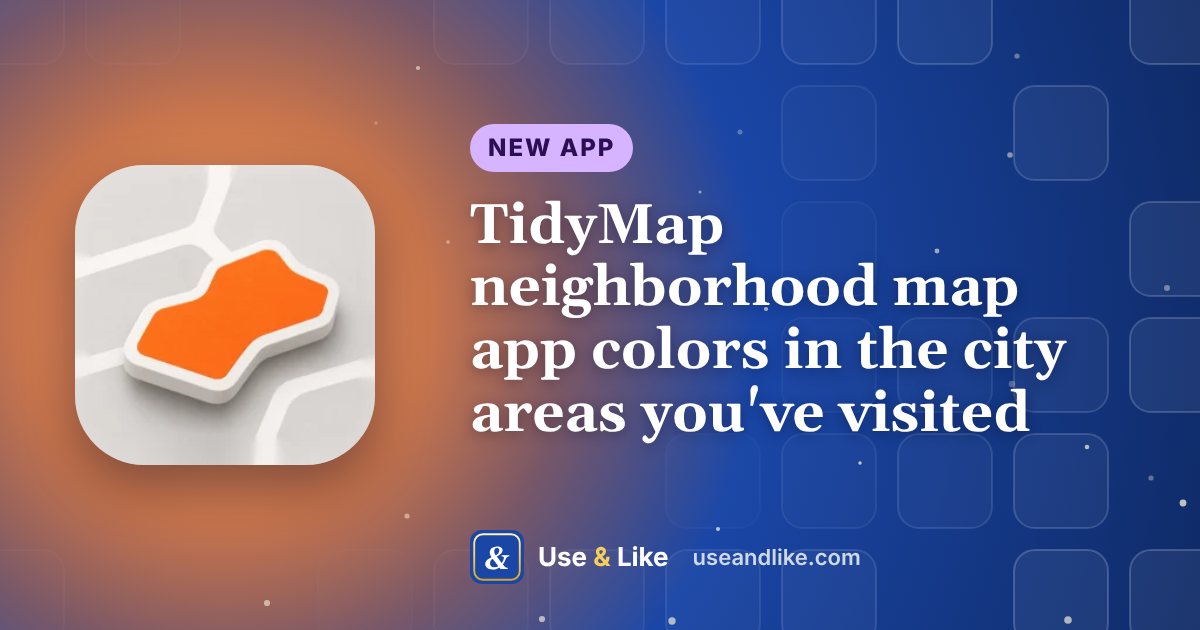 NEW APP
TidyMap
neighborhood map
app colors in the city
areas you've visited
& Use & Like useandlike.com